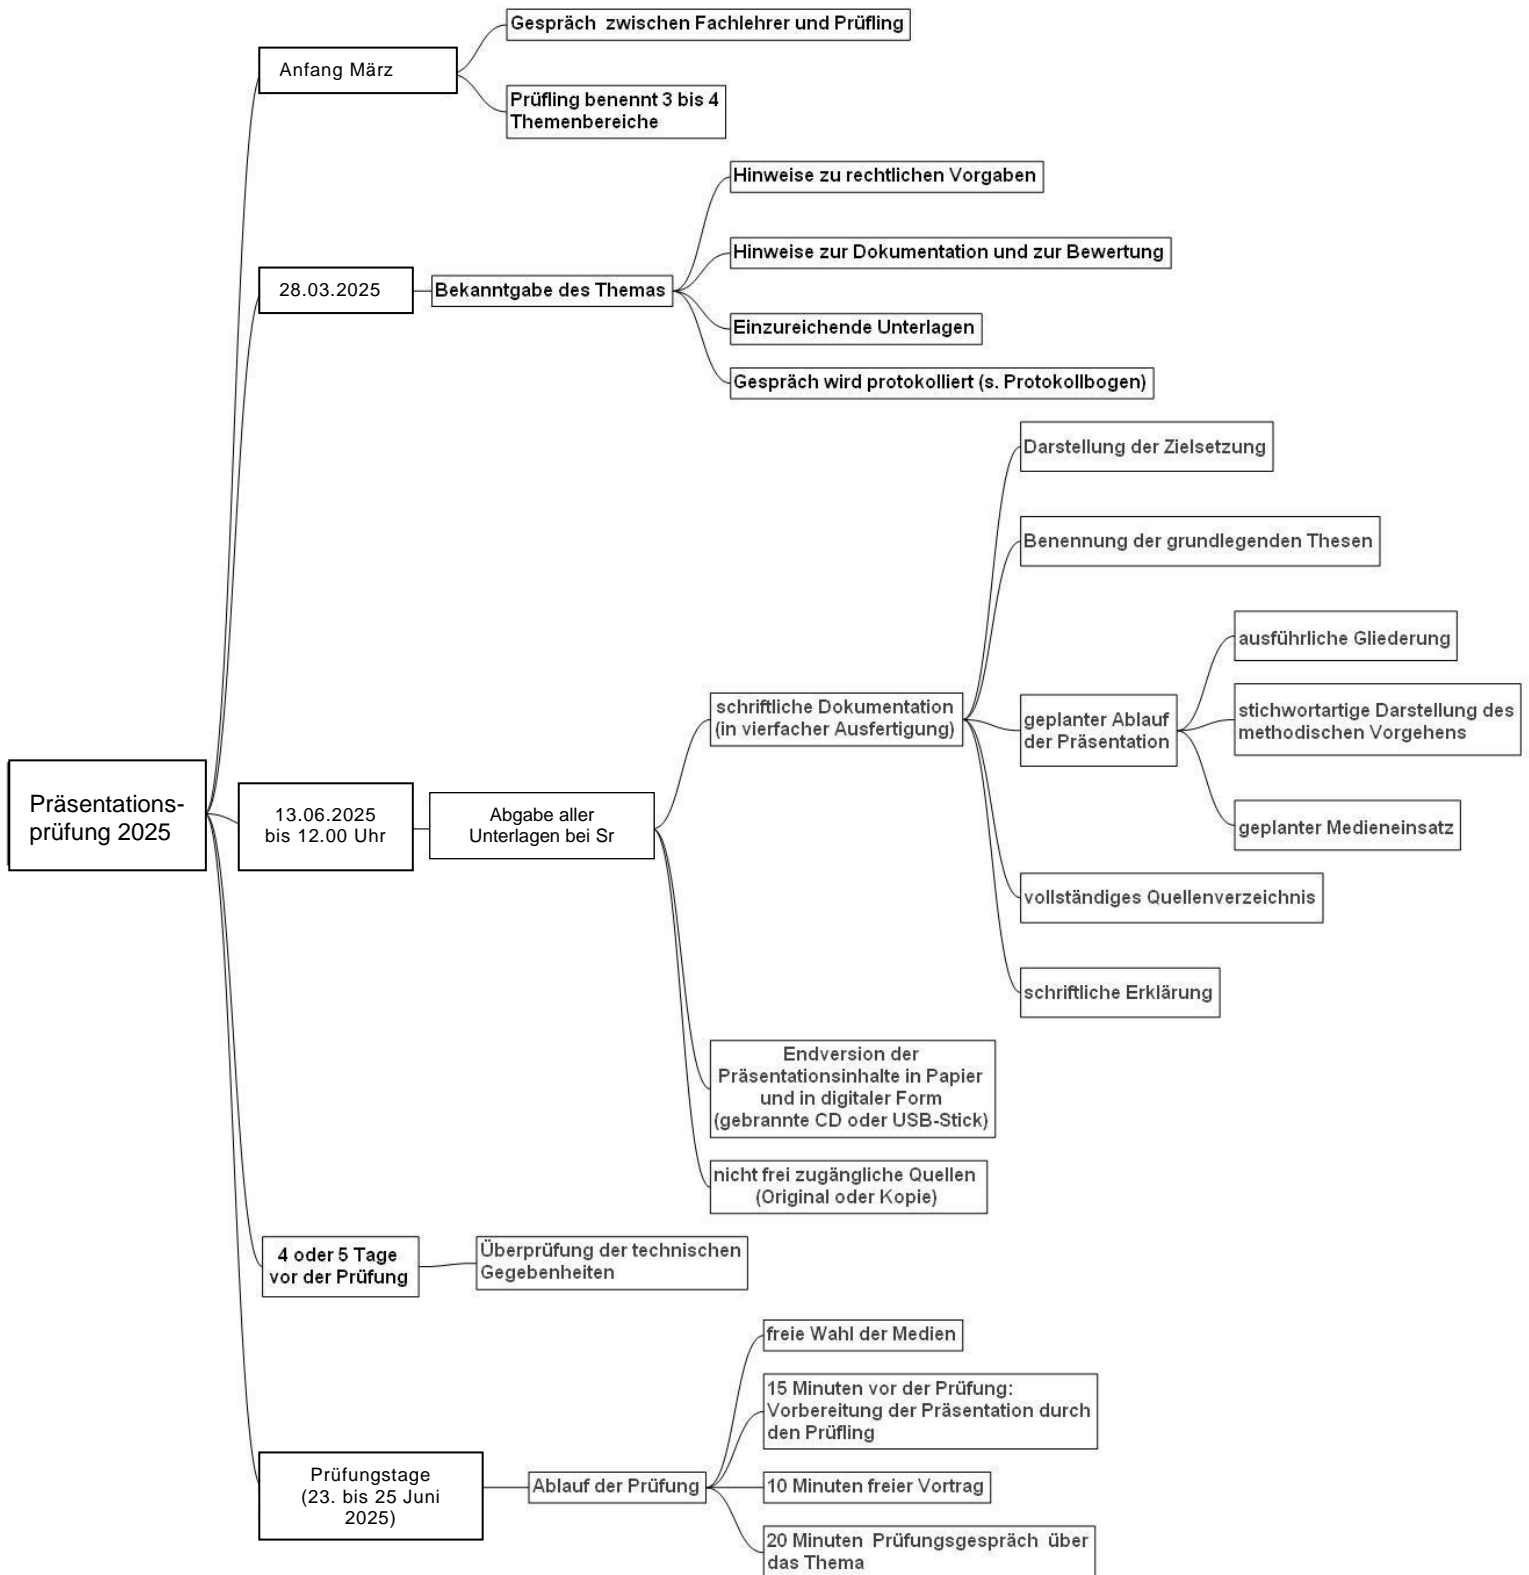 Gespräch zwischen Fachlehrer und Prüfling
Anfang März
Prüfling benennt 3 bis 4
Themenbereiche
Hinweise zu rechtlichen Vorgaben
Hinweise zur Dokumentation und zur Bewertung
28.03.2025
Bekanntgabe des Themas
Einzureichende Unterlagen
Gespräch wird protokolliert (s. Protokollbogen)
Darstellung der Zielsetzung
Benennung der grundlegenden Thesen
ausführliche Gliederung
schriftliche Dokumentation
(in vierfacher Ausfertigung)
geplanter Ablauf
der Präsentation
stichwortartige Darstellung des
methodischen Vorgehens
Präsentations-
prüfung 2025
13.06.2025
bis 12.00 Uhr
Abgabe aller
Unterlagen bei Sr
geplanter Medieneinsatz
vollständiges Quellenverzeichnis
schriftliche Erklärung
Endversion der
Präsentationsinhalte in Papier
und in digitaler Form
(gebrannte CD oder USB-Stick)
nicht frei zugängliche Quellen
(Original oder Kopie)
4 oder 5 Tage
vor der Prüfung
Überprüfung der technischen
Gegebenheiten
freie Wahl der Medien
15 Minuten vor der Prüfung:
Vorbereitung der Präsentation durch
den Prüfling
Prüfungstage
(23. bis 25 Juni
2025)
Ablauf der Prüfung
10 Minuten freier Vortrag
20 Minuten Prüfungsgespräch über
das Thema